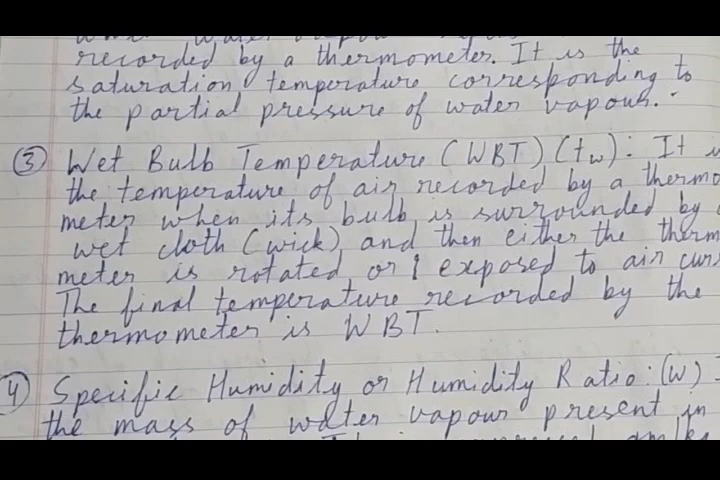 recorded by a thermometer. It is the
saturation temperature corresponding to
the partial pressure of water vapour.
③ Wet Bulb Temperature (WBT) (tw): It is
the temperature of air recorded by a thermo
meter when its bulb is surrounded by
wet cloth (wick) and then either the therm
meter is rotated or exposed to air
The final temperature recorded by the
thermometer is WBT.
④ Specific Humidity or Humidity Ratio: (W)
the mass of water vapour present in